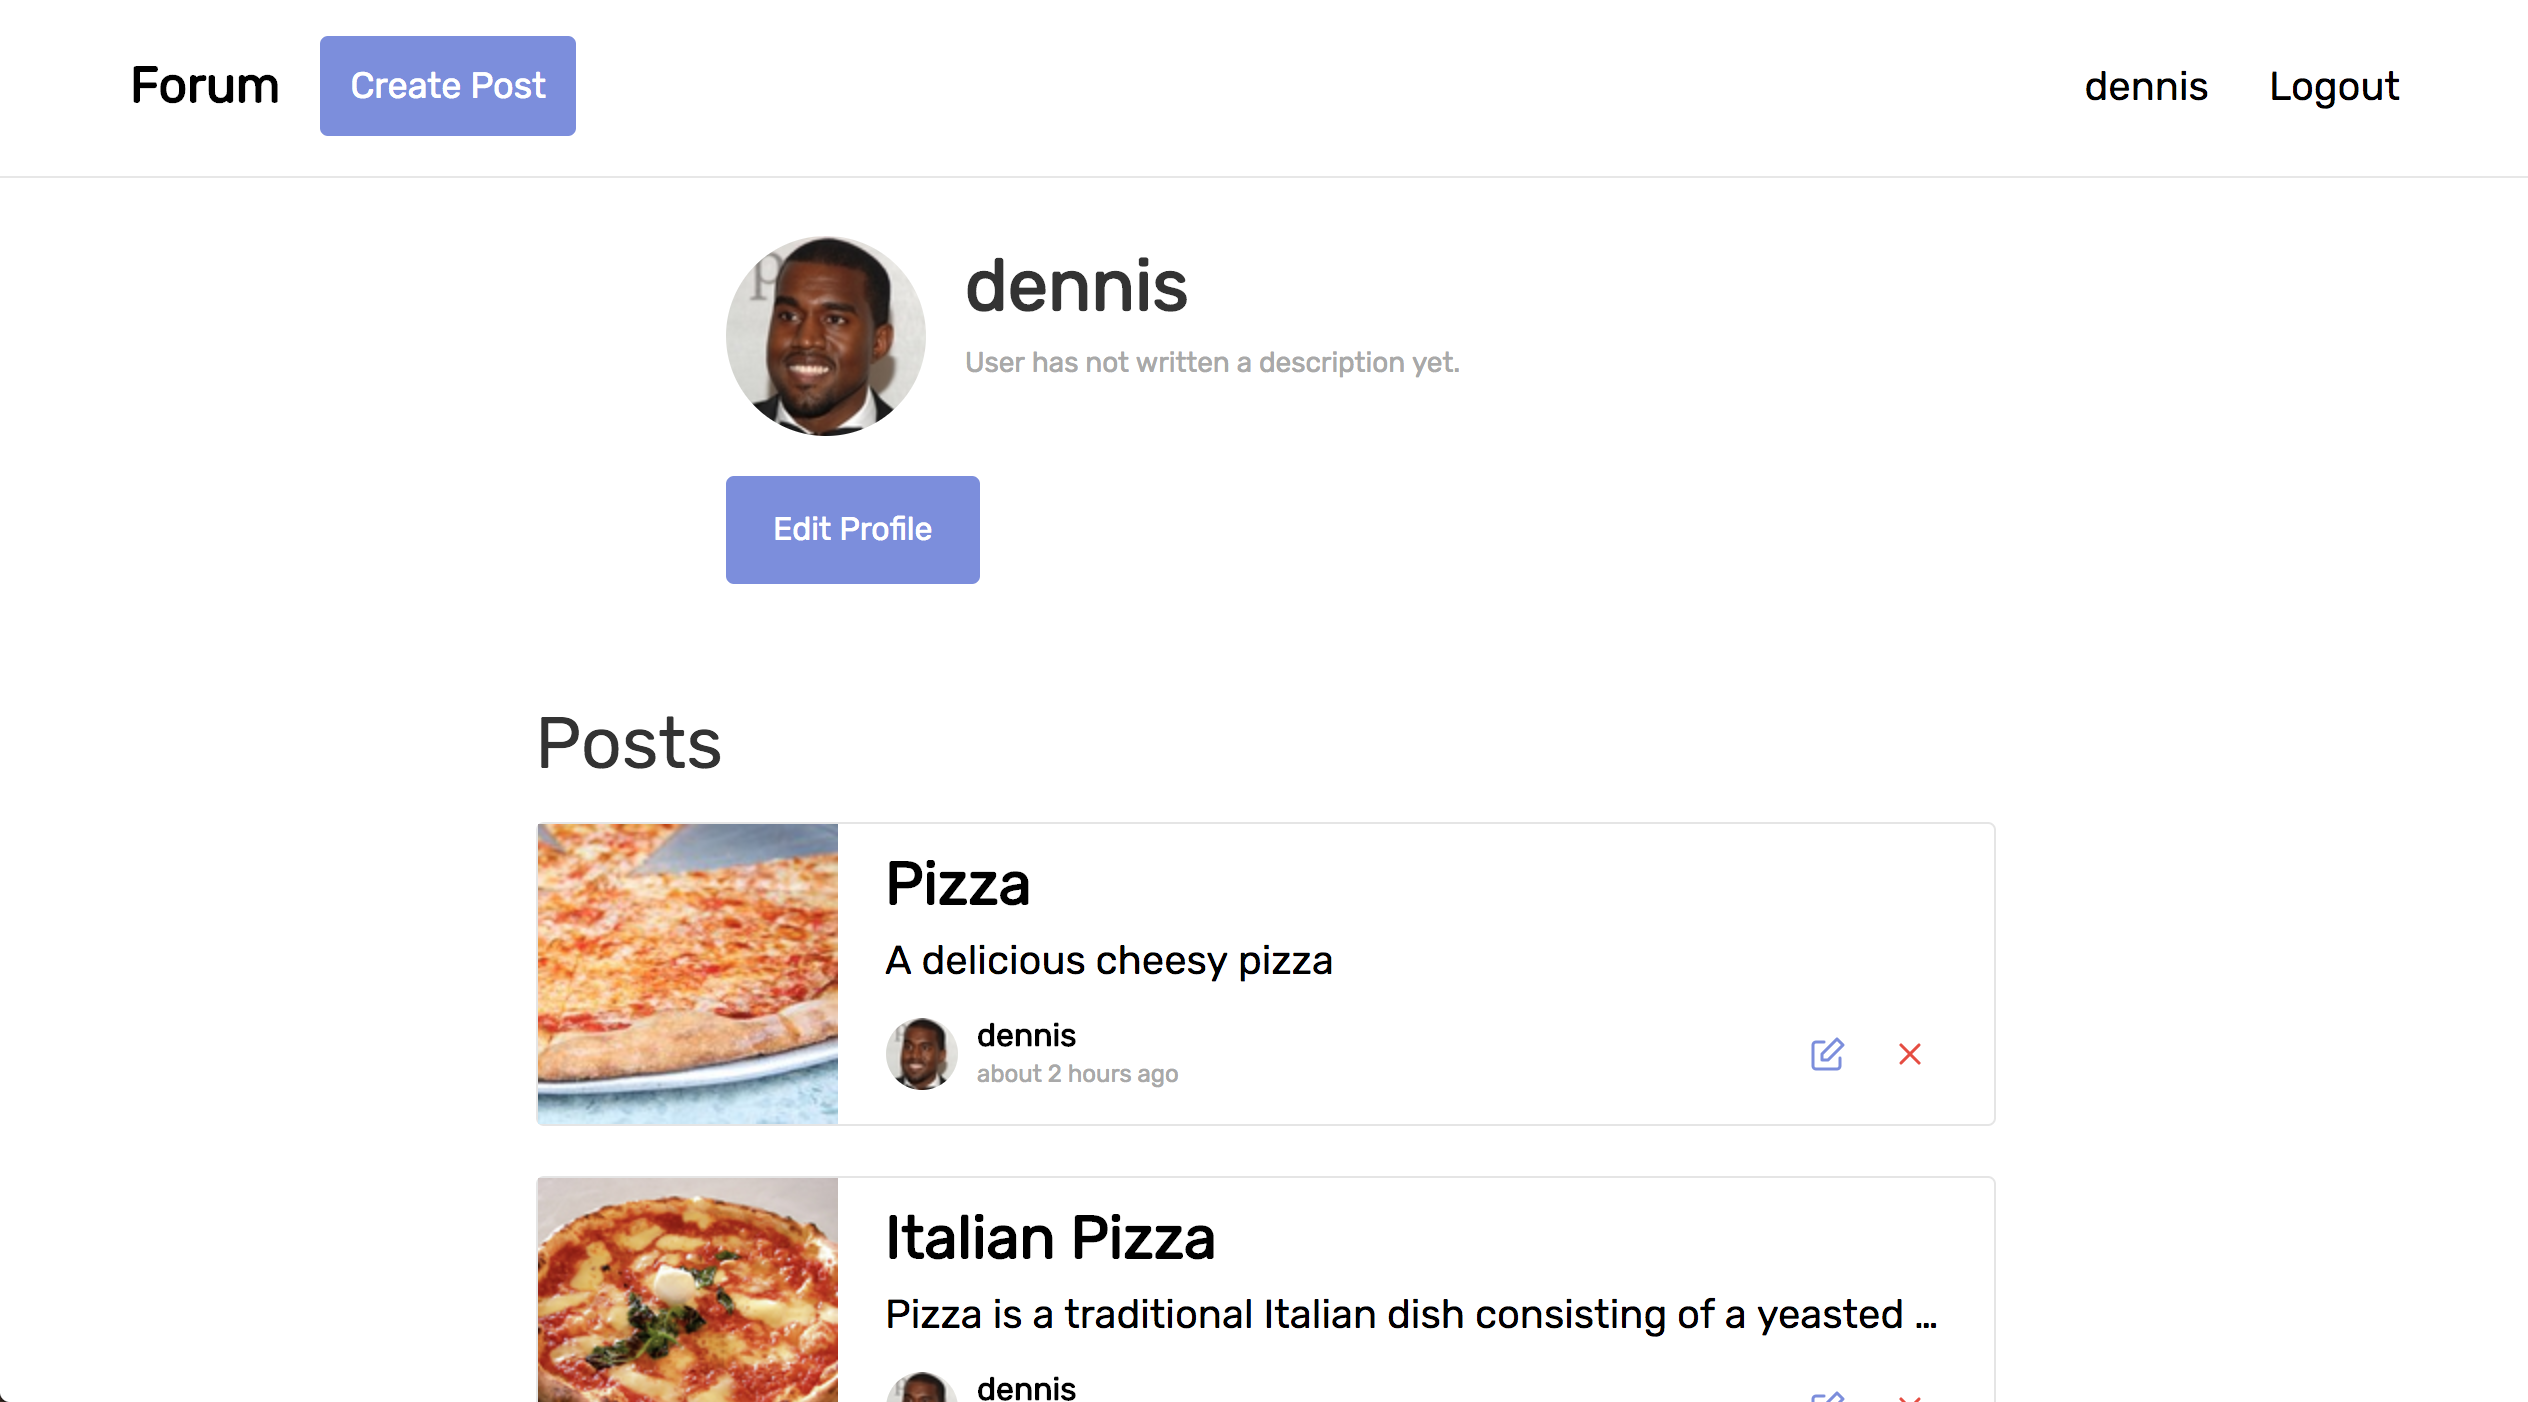 Forum
Create Post
dennis
Logout
p
dennis
User has not written a description yet.
Edit Profile
Posts
Pizza
A delicious cheesy pizza
dennis
about 2 hours ago
Italian Pizza
Pizza is a traditional Italian dish consisting of a yeasted ...
dennis